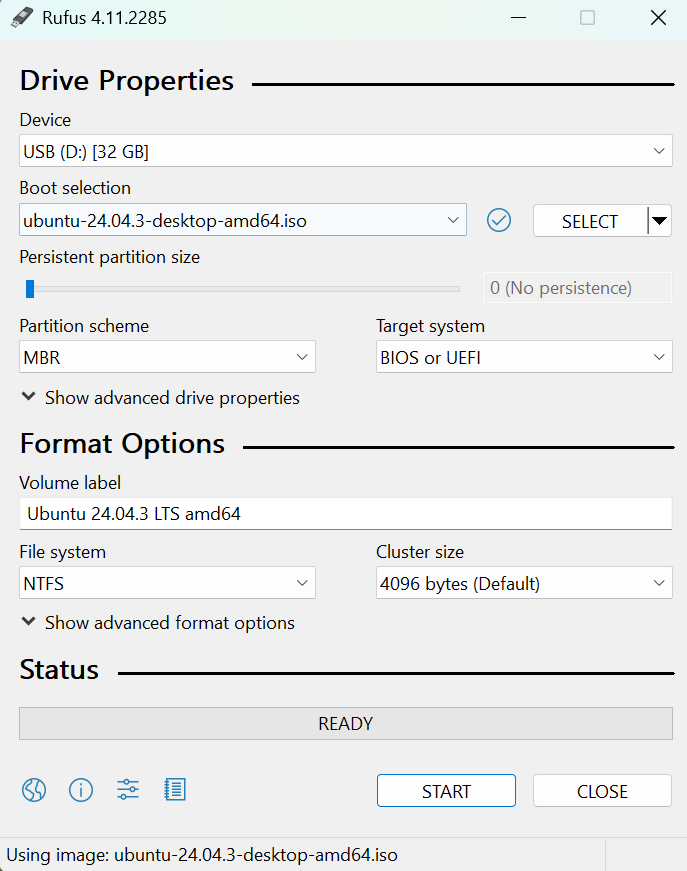 Rufus 4.11.2285
Drive Properties
Device
USB (D:) [32 GB]
Boot selection
ubuntu-24.04.3-desktop-amd64.iso
SELECT
Persistent partition size
0 (No persistence)
Partition scheme Target system
MBR BIOS or UEFI
Show advanced drive properties
Format Options
Volume label
Ubuntu 24.04.3 LTS amd64
File system Cluster size
NTFS 4096 bytes (Default)
Show advanced format options
Status
READY
START CLOSE
Using image: ubuntu-24.04.3-desktop-amd64.iso